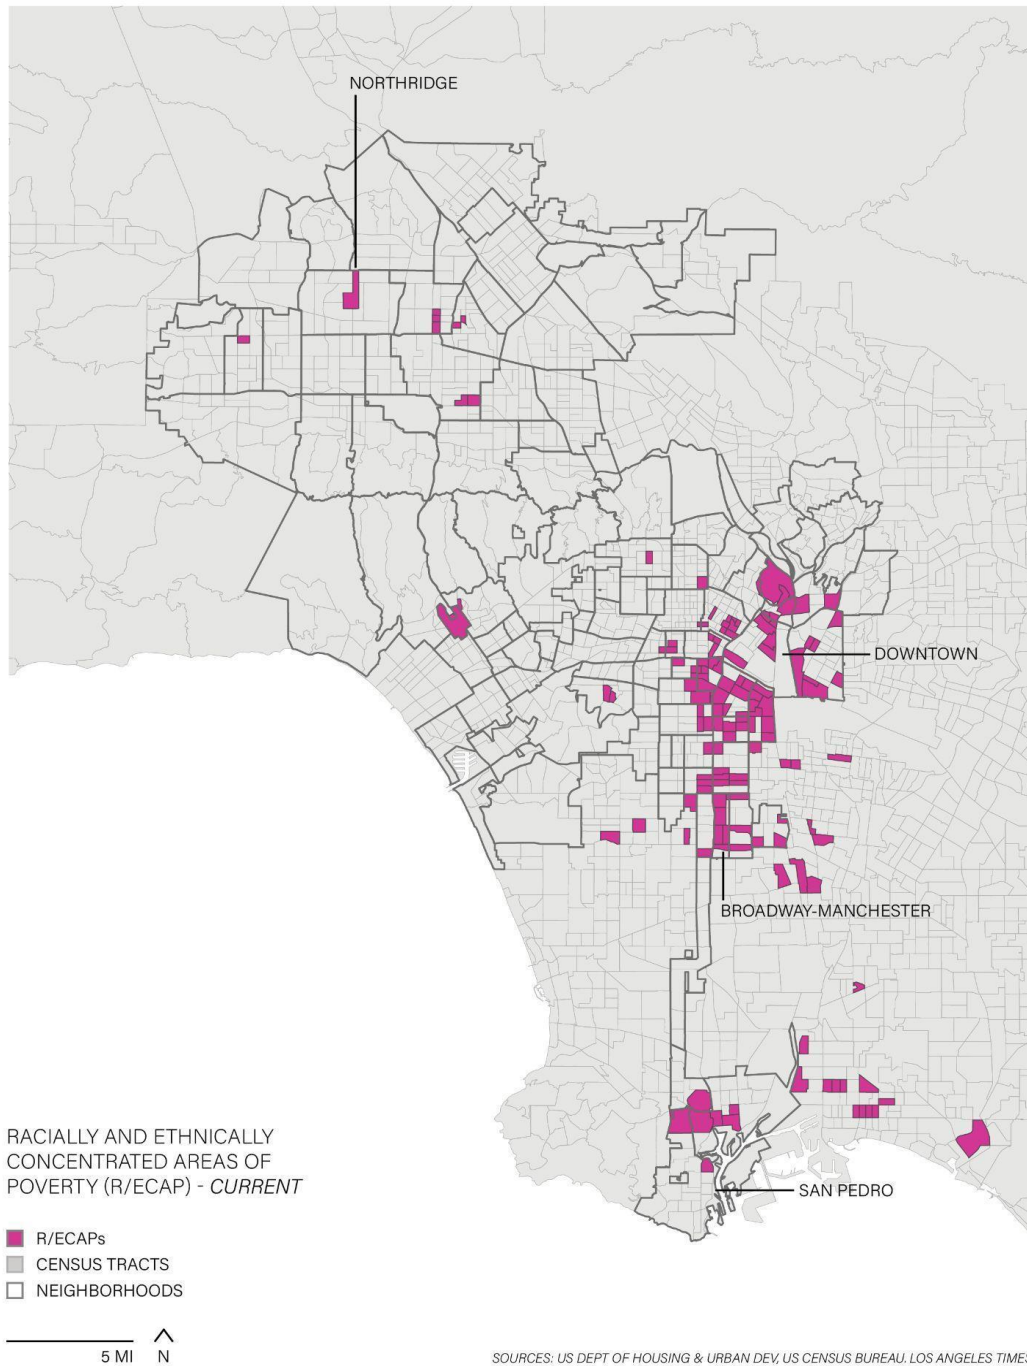 NORTHRIDGE
DOWNTOWN
BROADWAY-MANCHESTER
SAN PEDRO
RACIALLY AND ETHNICALLY
CONCENTRATED AREAS OF
POVERTY (R/ECAP) - CURRENT
R/ECAPs
CENSUS TRACTS
NEIGHBORHOODS
5 MI N
SOURCES: US DEPT OF HOUSING & URBAN DEV, US CENSUS BUREAU. LOS ANGELES TIMES